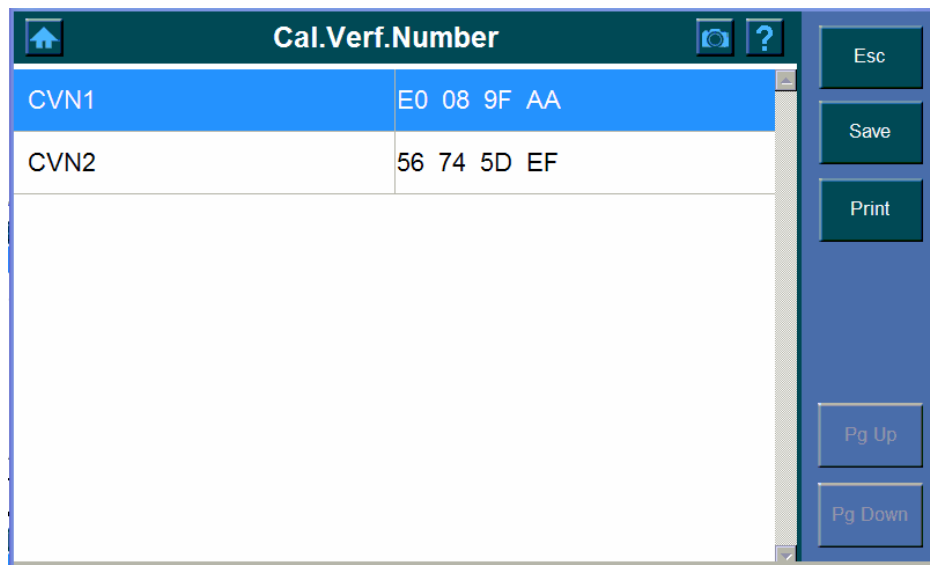 Cal.Verf.Number
?
CVN1 E0 08 9F AA
CVN2 56 74 5D EF
Esc
Save
Print
Pg Up
Pg Down